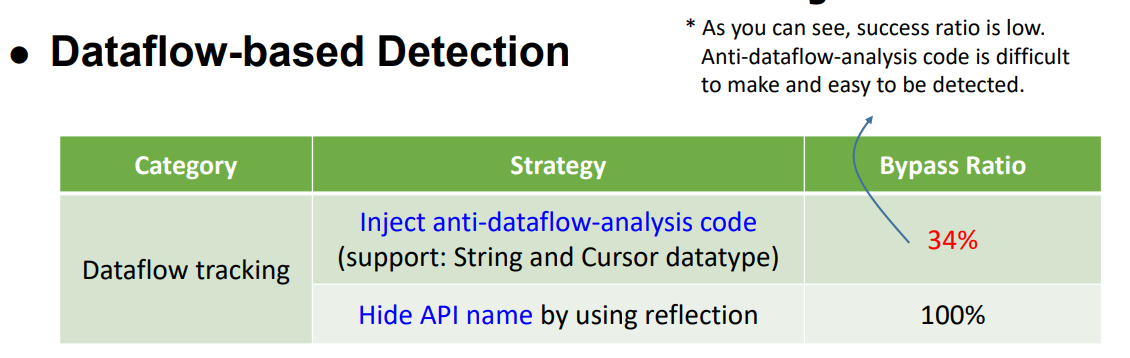 * As you can see, success ratio is low.
Anti-dataflow-analysis code is difficult
to make and easy to be detected.
● Dataflow-based Detection
Category
Strategy
Bypass Ratio
Dataflow tracking
Inject anti-dataflow-analysis code
(support: String and Cursor datatype)
34%
Hide API name by using reflection
100%